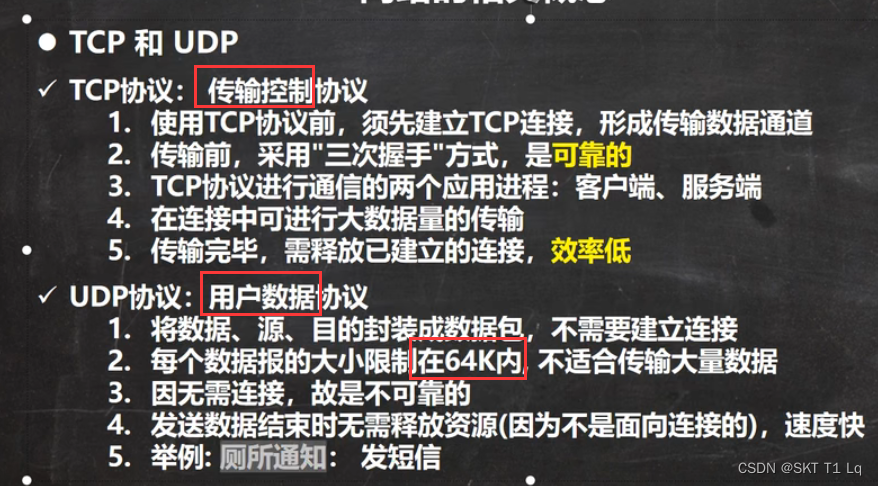 ● TCP 和 UDP
✓ TCP协议：传输控制协议
1. 使用TCP协议前，须先建立TCP连接，形成传输数据通道
2. 传输前，采用"三次握手"方式，是可靠的
3. TCP协议进行通信的两个应用进程：客户端、服务端
4. 在连接中可进行大数据量的传输
5. 传输完毕，需释放已建立的连接，效率低
✓ UDP协议：用户数据协议
1. 将数据、源、目的封装成数据包，不需要建立连接
2. 每个数据报的大小限制在64K内，不适合传输大量数据
3. 因无需连接，故是不可靠的
4. 发送数据结束时无需释放资源(因为不是面向连接的)，速度快
5. 举例: 厕所通知： 发短信
CSDN @SKT T1 Lq